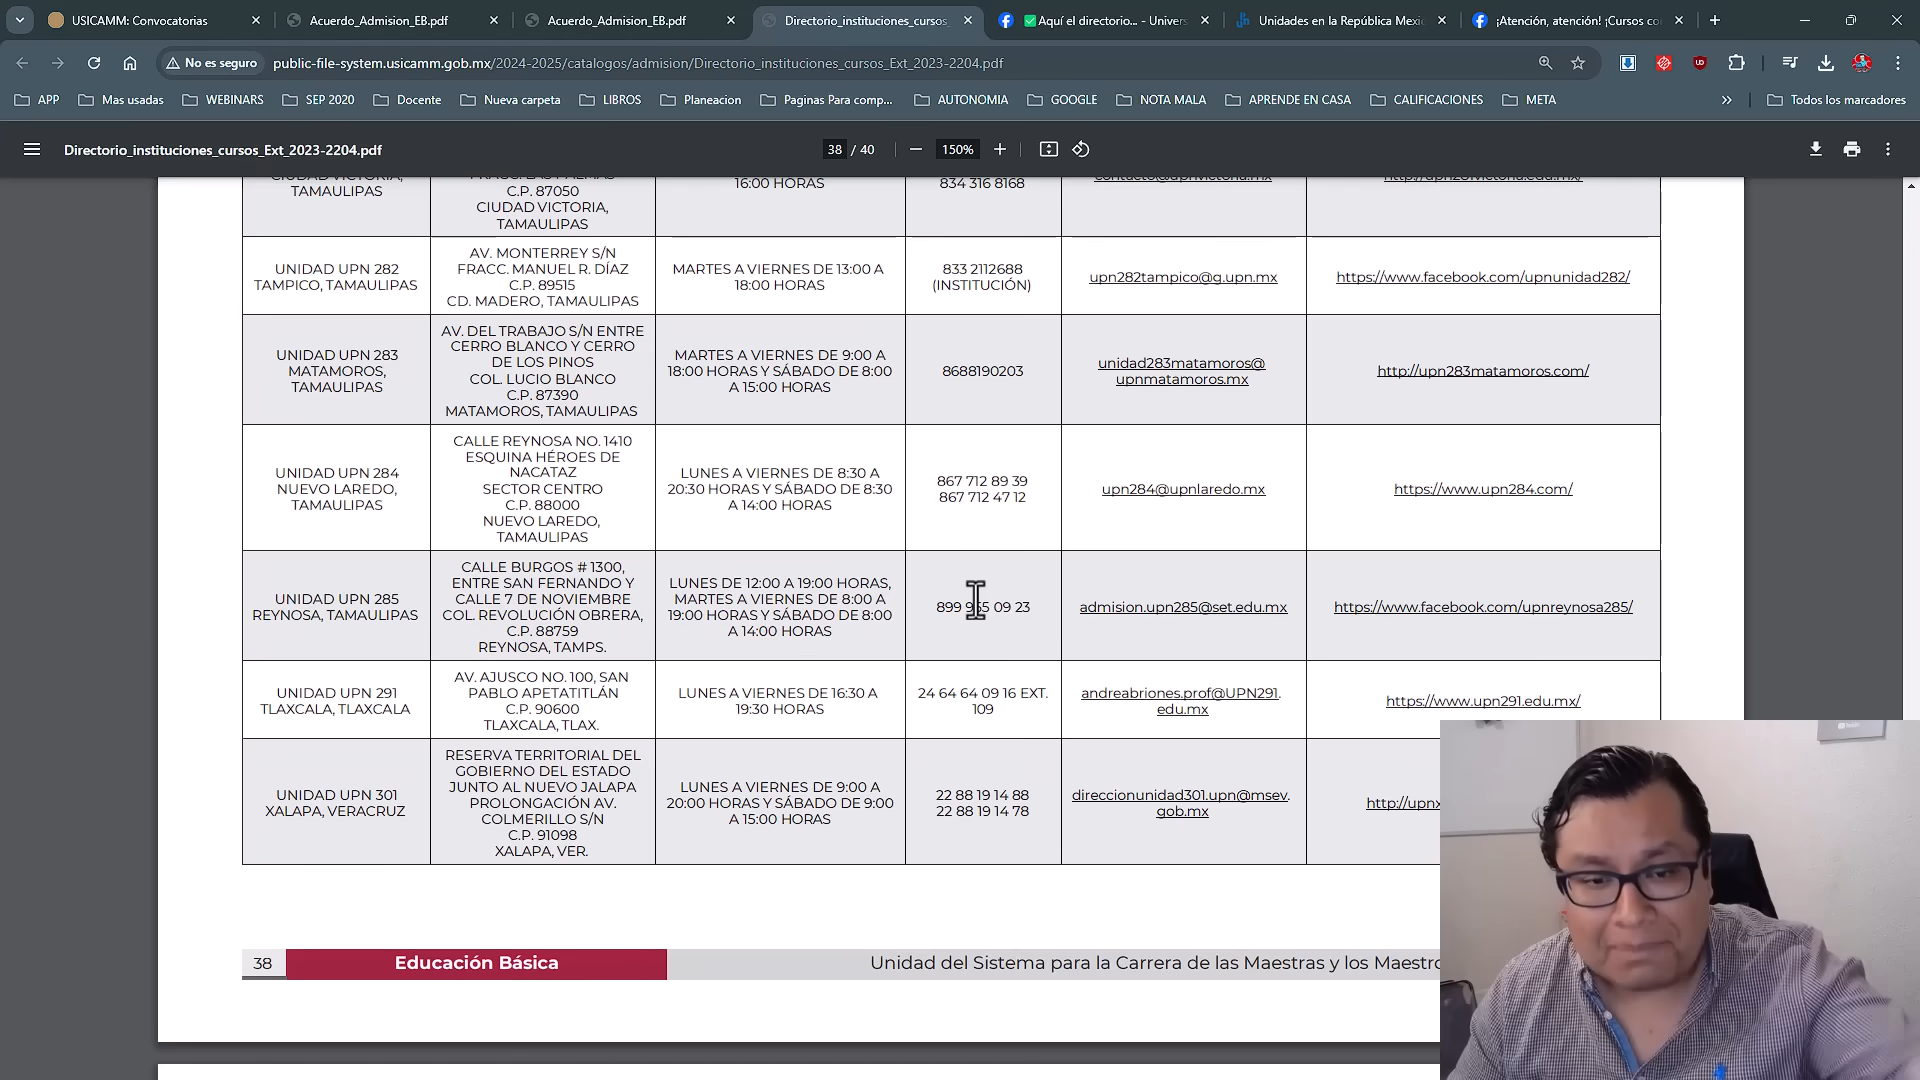 USICAMM: Convocatorias
Acuerdo_Admision_EB.pdf
Acuerdo_Admision_EB.pdf
Directorio_instituciones_cursos
Aquí el directorio... - Univers
Unidades en la República Mexi
¡Atención, atención! ¡Cursos co
No es seguro
public-file-system.usicamm.gob.mx/2024-2025/catalogos/admision/Directorio_instituciones_cursos_Ext_2023-2204.pdf
APP
Mas usadas
WEBINARS
SEP 2020
Docente
Nueva carpeta
LIBROS
Planeacion
Paginas Para comp...
AUTONOMIA
GOOGLE
NOTA MALA
APRENDE EN CASA
CALIFICACIONES
META
Todos los marcadores
Directorio_instituciones_cursos_Ext_2023-2204.pdf
38 / 40
150%
CIUDAD VICTORIA,
TAMAULIPAS
C.P. 87050
CIUDAD VICTORIA,
TAMAULIPAS
16:00 HORAS
834 316 8168
UNIDAD UPN 282
TAMPICO, TAMAULIPAS
AV. MONTERREY S/N
FRACC. MANUEL R. DÍAZ
C.P. 89515
CD. MADERO, TAMAULIPAS
MARTES A VIERNES DE 13:00 A
18:00 HORAS
833 2112688
(INSTITUCIÓN)
upn282tampico@g.upn.mx
https://www.facebook.com/upnunidad282/
UNIDAD UPN 283
MATAMOROS,
TAMAULIPAS
AV. DEL TRABAJO S/N ENTRE
CERRO BLANCO Y CERRO
DE LOS PINOS
COL. LUCIO BLANCO
C.P. 87390
MATAMOROS, TAMAULIPAS
MARTES A VIERNES DE 9:00 A
18:00 HORAS Y SÁBADO DE 8:00
A 15:00 HORAS
8688190203
unidad283matamoros@
upnmatamoros.mx
http://upn283matamoros.com/
UNIDAD UPN 284
NUEVO LAREDO,
TAMAULIPAS
CALLE REYNOSA NO. 1410
ESQUINA HÉROES DE
NACATAZ
SECTOR CENTRO
C.P. 88000
NUEVO LAREDO,
TAMAULIPAS
LUNES A VIERNES DE 8:30 A
20:30 HORAS Y SÁBADO DE 8:30
A 14:00 HORAS
867 712 89 39
867 712 47 12
upn284@upnlaredo.mx
https://www.upn284.com/
UNIDAD UPN 285
REYNOSA, TAMAULIPAS
CALLE BURGOS # 1300,
ENTRE SAN FERNANDO Y
CALLE 7 DE NOVIEMBRE
COL. REVOLUCIÓN OBRERA,
C.P. 88759
REYNOSA, TAMPS.
LUNES DE 12:00 A 19:00 HORAS,
MARTES A VIERNES DE 8:00 A
19:00 HORAS Y SÁBADO DE 8:00
A 14:00 HORAS
899 09 23
admision.upn285@set.edu.mx
https://www.facebook.com/upnreynosa285/
UNIDAD UPN 291
TLAXCALA, TLAXCALA
AV. AJUSCO NO. 100, SAN
PABLO APETATITLÁN
C.P. 90600
TLAXCALA, TLAX.
LUNES A VIERNES DE 16:30 A
19:30 HORAS
24 64 64 09 16 EXT.
109
andreabriones.prof@UPN291.
edu.mx
https://www.upn291.edu.mx/
UNIDAD UPN 301
XALAPA, VERACRUZ
RESERVA TERRITORIAL DEL
GOBIERNO DEL ESTADO
JUNTO AL NUEVO JALAPA
PROLONGACIÓN AV.
COLMERILLO S/N
C.P. 91098
XALAPA, VER.
LUNES A VIERNES DE 9:00 A
20:00 HORAS Y SÁBADO DE 9:00
A 15:00 HORAS
22 88 19 14 88
22 88 19 14 78
direccionunidad301.upn@msev.
gob.mx
http://upnx
38
Educación Básica
Unidad del Sistema para la Carrera de las Maestras y los Maestro